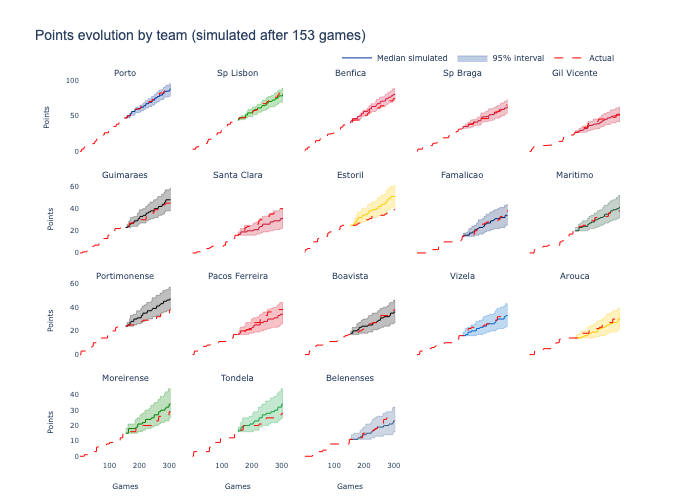 Points evolution by team (simulated after 153 games)
Median simulated 95% interval Actual
Porto Sp Lisbon Benfica Sp Braga Gil Vicente
100
50
0
Points
Guimaraes Santa Clara Estoril Famalicao Maritimo
60
40
20
0
Points
Portimonense Pacos Ferreira Boavista Vizela Arouca
60
40
20
0
Points
Moreirense Tondela Belenenses
40
30
20
10
0
Points
100 200 300 100 200 300 100 200 300
Games Games Games